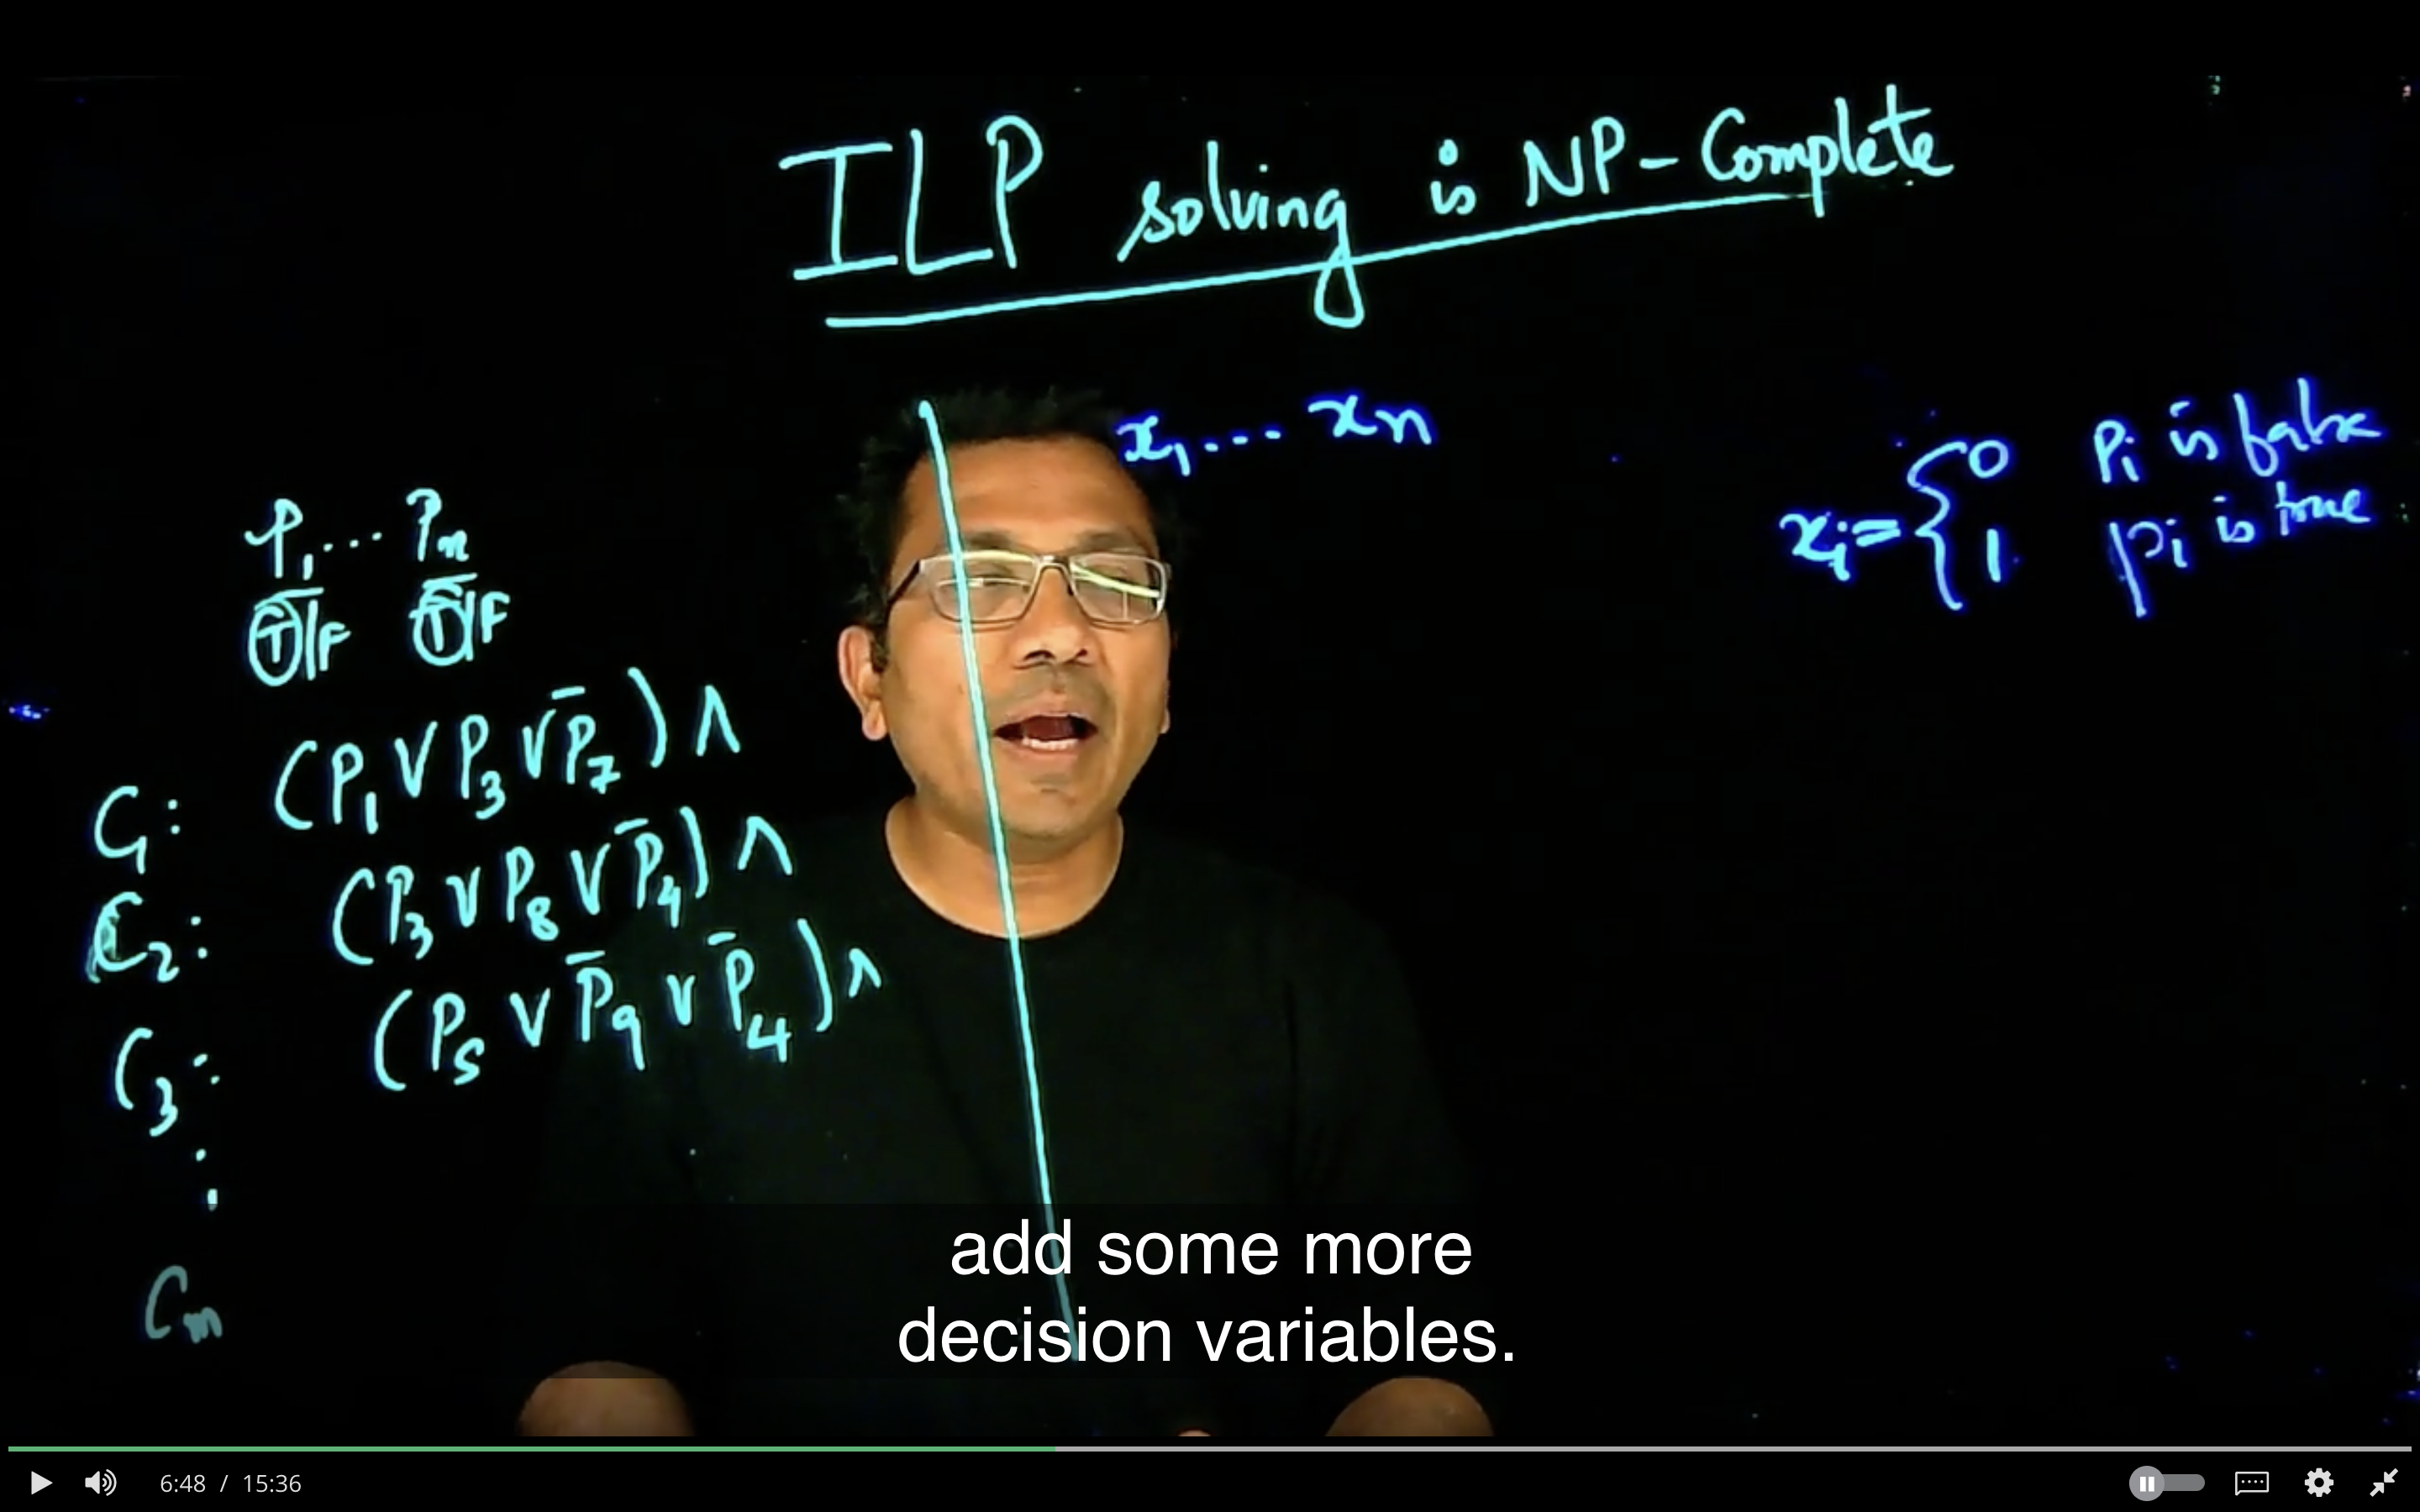 ILP solving is NP-Complete
x₁ ... xₙ
xᵢ = { 0 Pᵢ is false
1 pᵢ is true
P₁ ... Pₙ
T|F T|F
C₁: (P₁ ∨ P₃ ∨ P̅₇) ∧
C₂: (P₃ ∨ P₈ ∨ P̅₄) ∧
C₃: (P₅ ∨ P̅₉ ∨ P̅₄) ∧
:
Cₘ
add some more
decision variables.
6:48 / 15:36